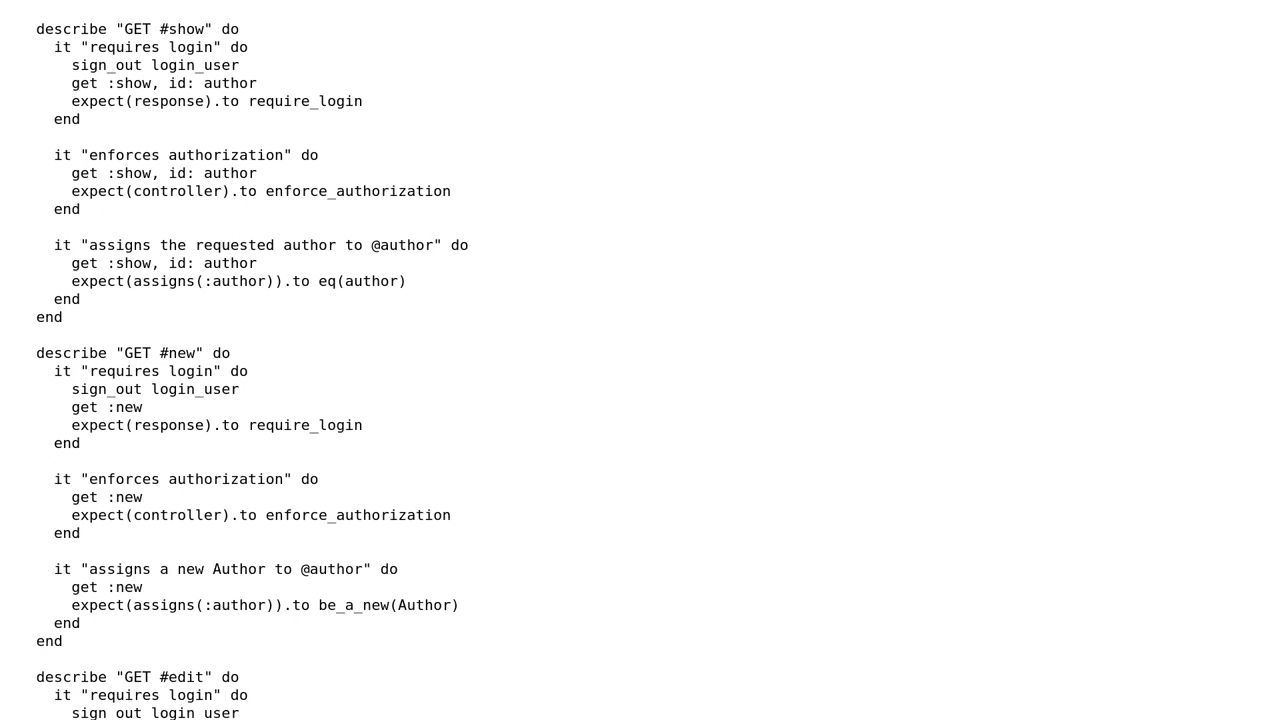 describe "GET #show" do
  it "requires login" do
    sign_out login_user
    get :show, id: author
    expect(response).to require_login
  end

  it "enforces authorization" do
    get :show, id: author
    expect(controller).to enforce_authorization
  end

  it "assigns the requested author to @author" do
    get :show, id: author
    expect(assigns(:author)).to eq(author)
  end
end

describe "GET #new" do
  it "requires login" do
    sign_out login_user
    get :new
    expect(response).to require_login
  end

  it "enforces authorization" do
    get :new
    expect(controller).to enforce_authorization
  end

  it "assigns a new Author to @author" do
    get :new
    expect(assigns(:author)).to be_a_new(Author)
  end
end

describe "GET #edit" do
  it "requires login" do
    sign_out login_user